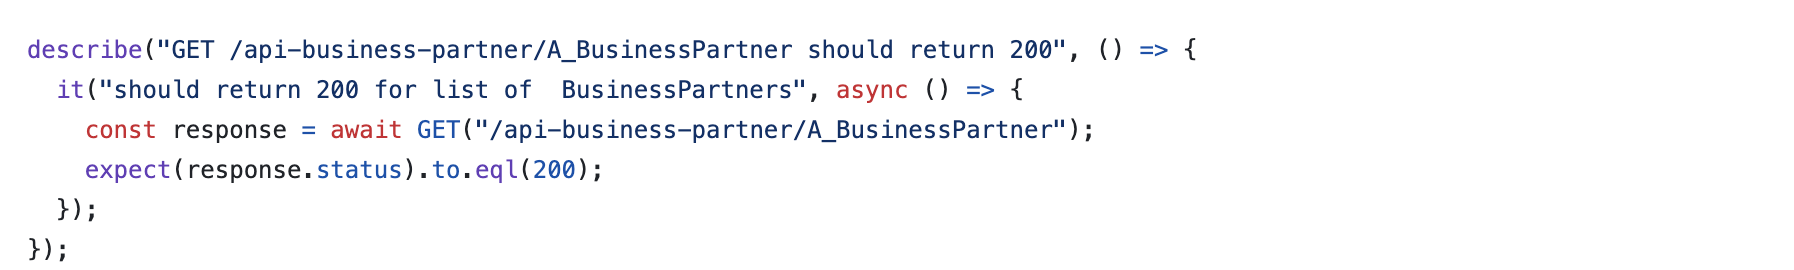 describe("GET /api-business-partner/A_BusinessPartner should return 200", () => {
  it("should return 200 for list of  BusinessPartners", async () => {
    const response = await GET("/api-business-partner/A_BusinessPartner");
    expect(response.status).to.eql(200);
  });
});